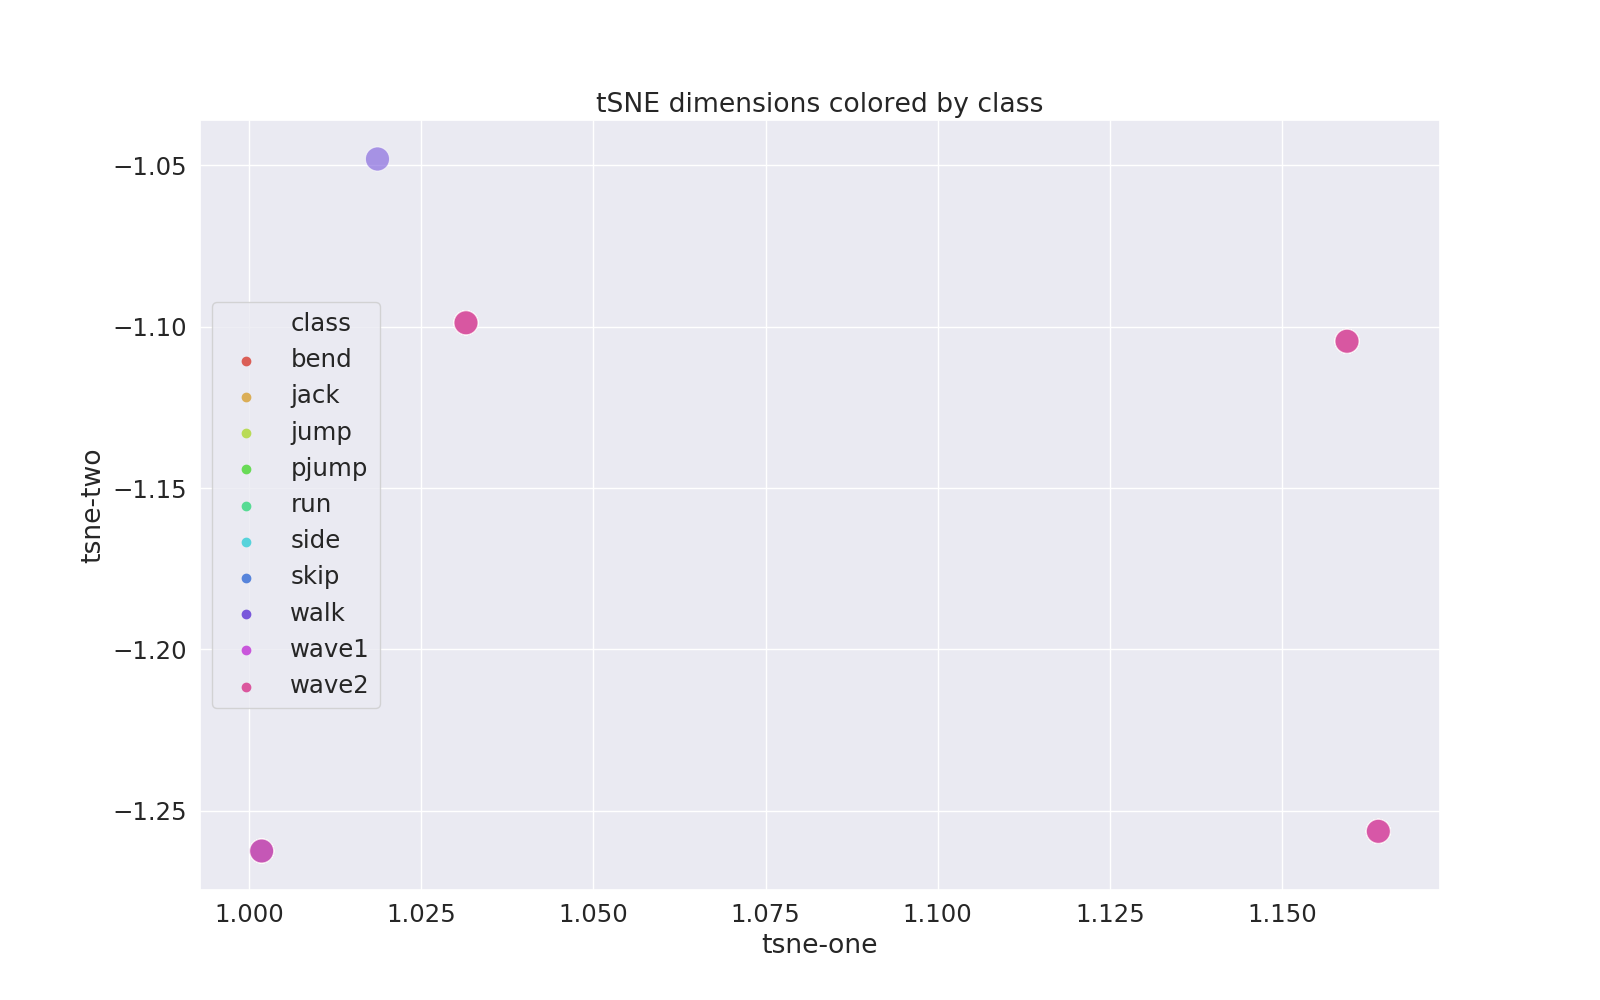 tSNE dimensions colored by class
−1.05
−1.10
−1.15
−1.20
−1.25
tsne-two
class
bend
jack
jump
pjump
run
side
skip
walk
wave1
wave2
1.000 1.025 1.050 1.075 1.100 1.125 1.150
tsne-one